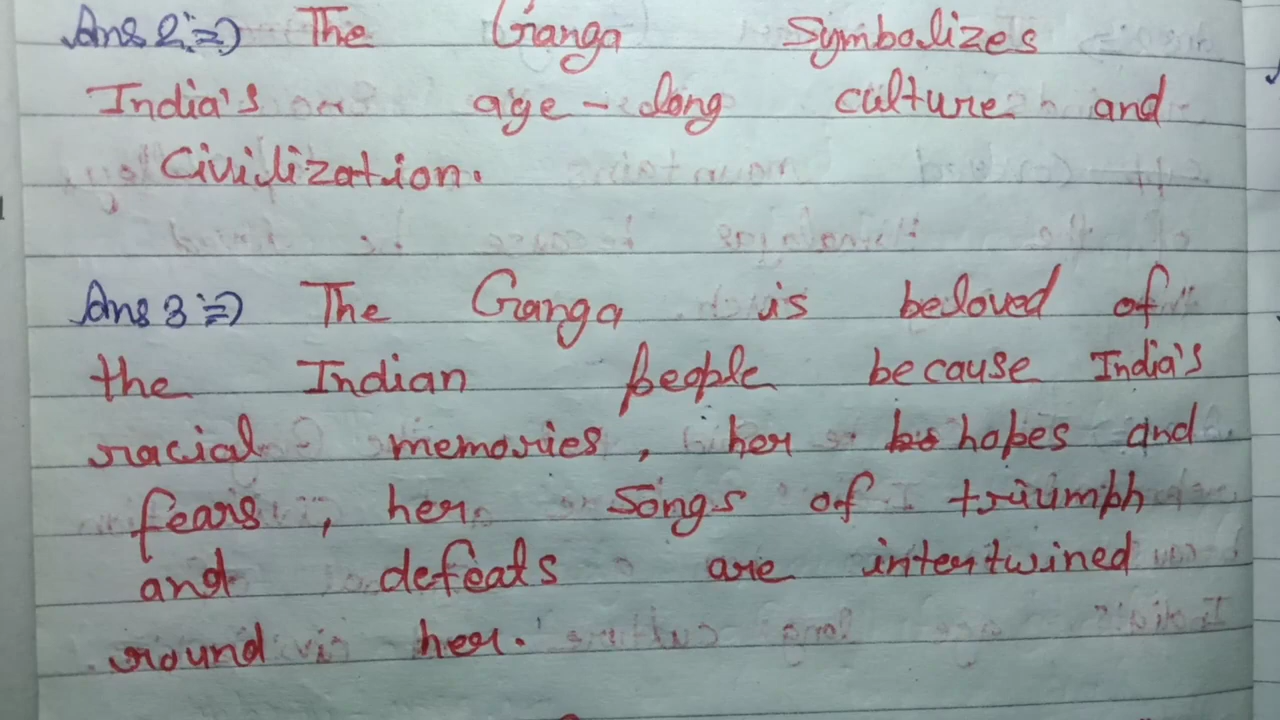 Ans 2 :⇒ The Ganga Symbolizes
India's age - long culture and
Civilization.
Ans 3 :⇒ The Ganga is beloved of
the Indian people because India's
racial memories, her hopes and
fears, her songs of triumph
and defeats are intertwined
round her.